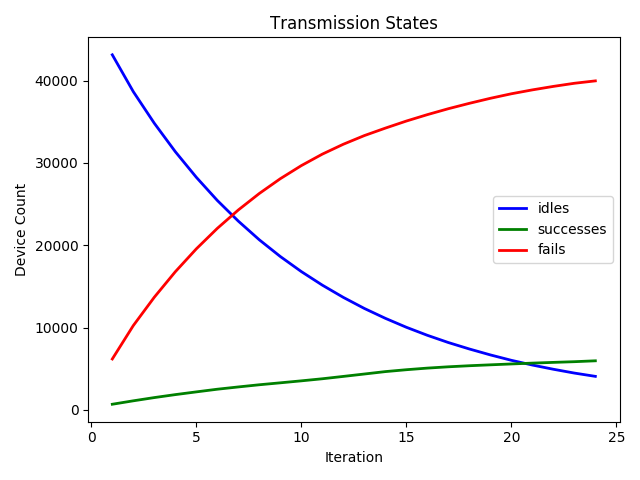 Transmission States
Device Count
40000
30000
20000
10000
0
idles
successes
fails
0 5 10 15 20 25
Iteration